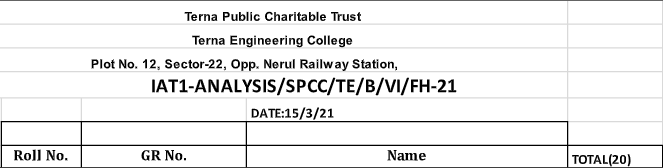 Terna Public Charitable Trust
Terna Engineering College
Plot No. 12, Sector-22, Opp. Nerul Railway Station,
IAT1-ANALYSIS/SPCC/TE/B/VI/FH-21
DATE:15/3/21
Roll No. GR No. Name TOTAL(20)